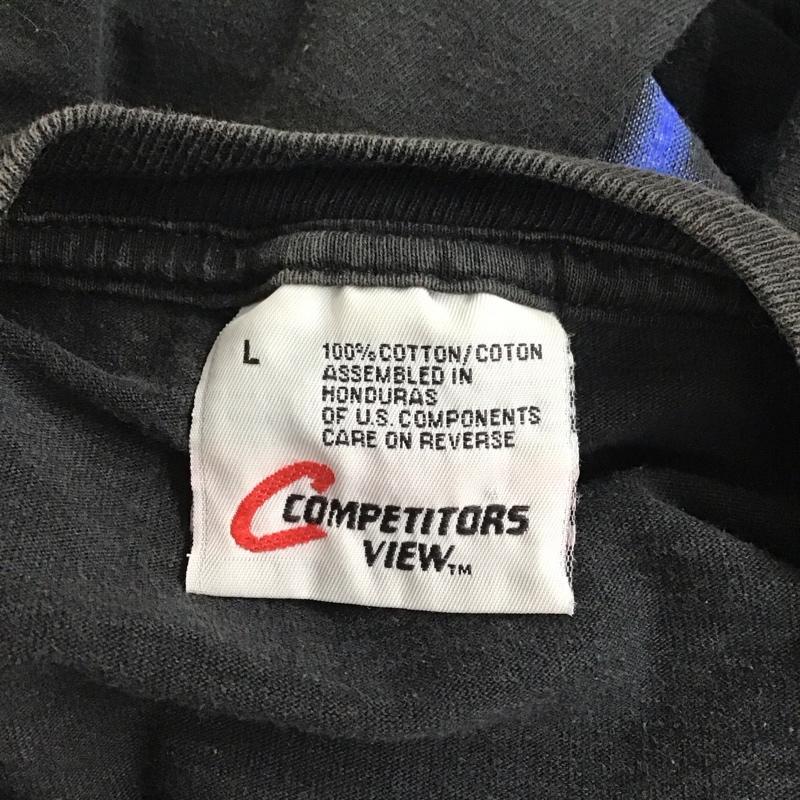 L
100% COTTON/COTON
ASSEMBLED IN
HONDURAS
OF U.S. COMPONENTS
CARE ON REVERSE
C COMPETITORS
VIEW™